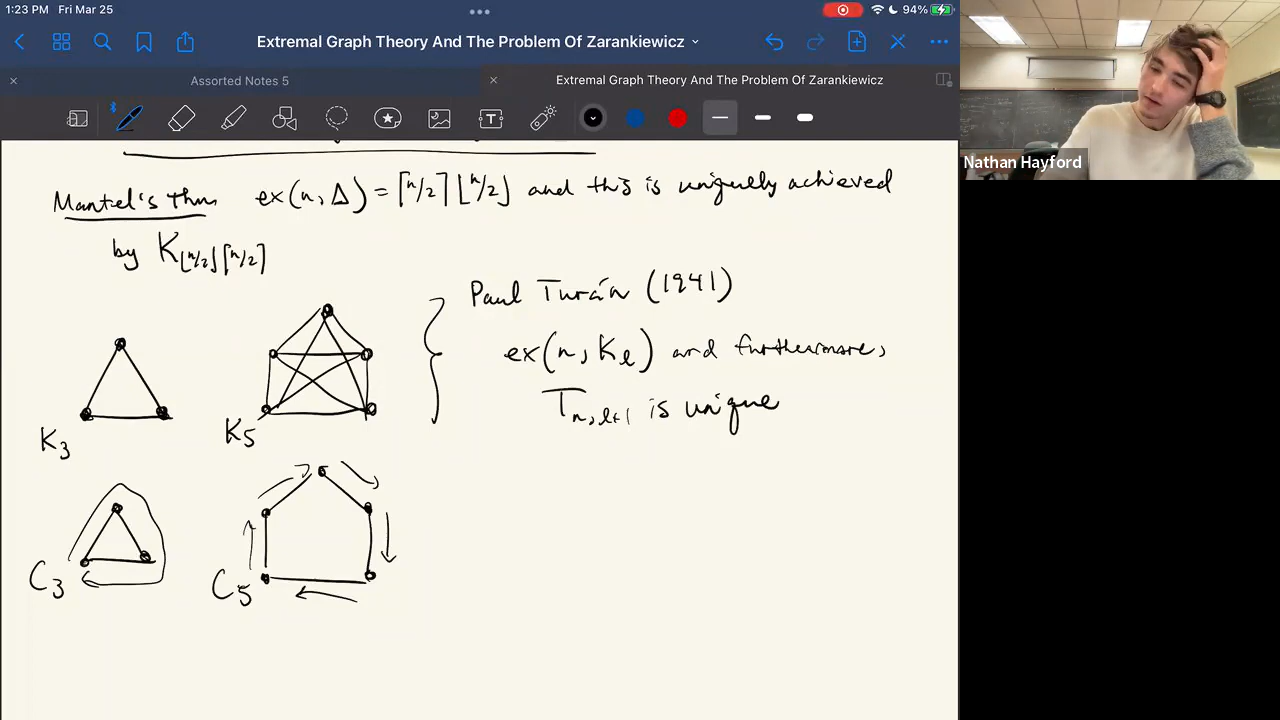 1:23 PM Fri Mar 25
94%
Extremal Graph Theory And The Problem Of Zarankiewicz
Assorted Notes 5
Extremal Graph Theory And The Problem Of Zarankiewicz
T
Nathan Hayford
Mantel's Thm ex(n, Δ) = ⌈n/2⌉ ⌊n/2⌋ and this is uniquely achieved
by K⌊n/2⌋⌈n/2⌉
Paul Turán (1941)
ex(n, Kℓ) and furthermore,
Tn,ℓ+1 is unique
K3
K5
C3
C5